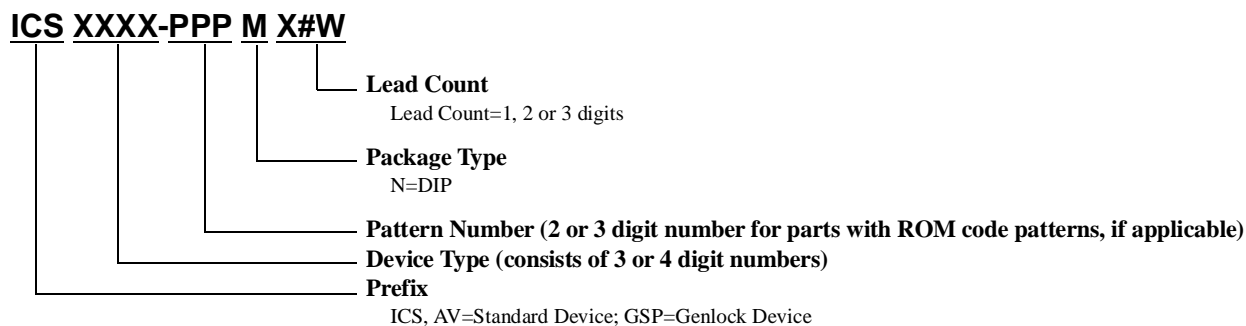 ICS XXXX-PPP M X#W
Lead Count
Lead Count=1, 2 or 3 digits
Package Type
N=DIP
Pattern Number (2 or 3 digit number for parts with ROM code patterns, if applicable)
Device Type (consists of 3 or 4 digit numbers)
Prefix
ICS, AV=Standard Device; GSP=Genlock Device